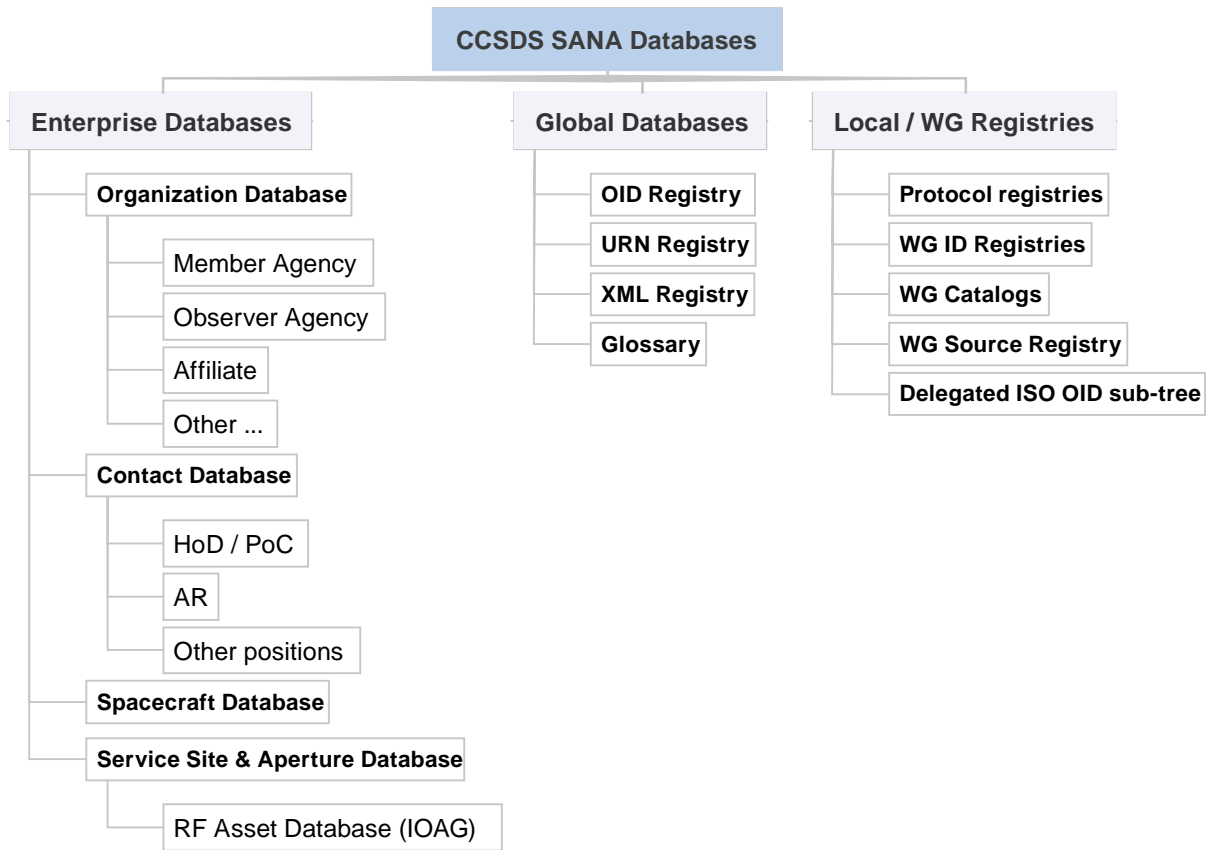 CCSDS SANA Databases
Enterprise Databases
Global Databases
Local / WG Registries
Organization Database
Member Agency
Observer Agency
Affiliate
Other ...
Contact Database
HoD / PoC
AR
Other positions
Spacecraft Database
Service Site & Aperture Database
RF Asset Database (IOAG)
OID Registry
URN Registry
XML Registry
Glossary
Protocol registries
WG ID Registries
WG Catalogs
WG Source Registry
Delegated ISO OID sub-tree